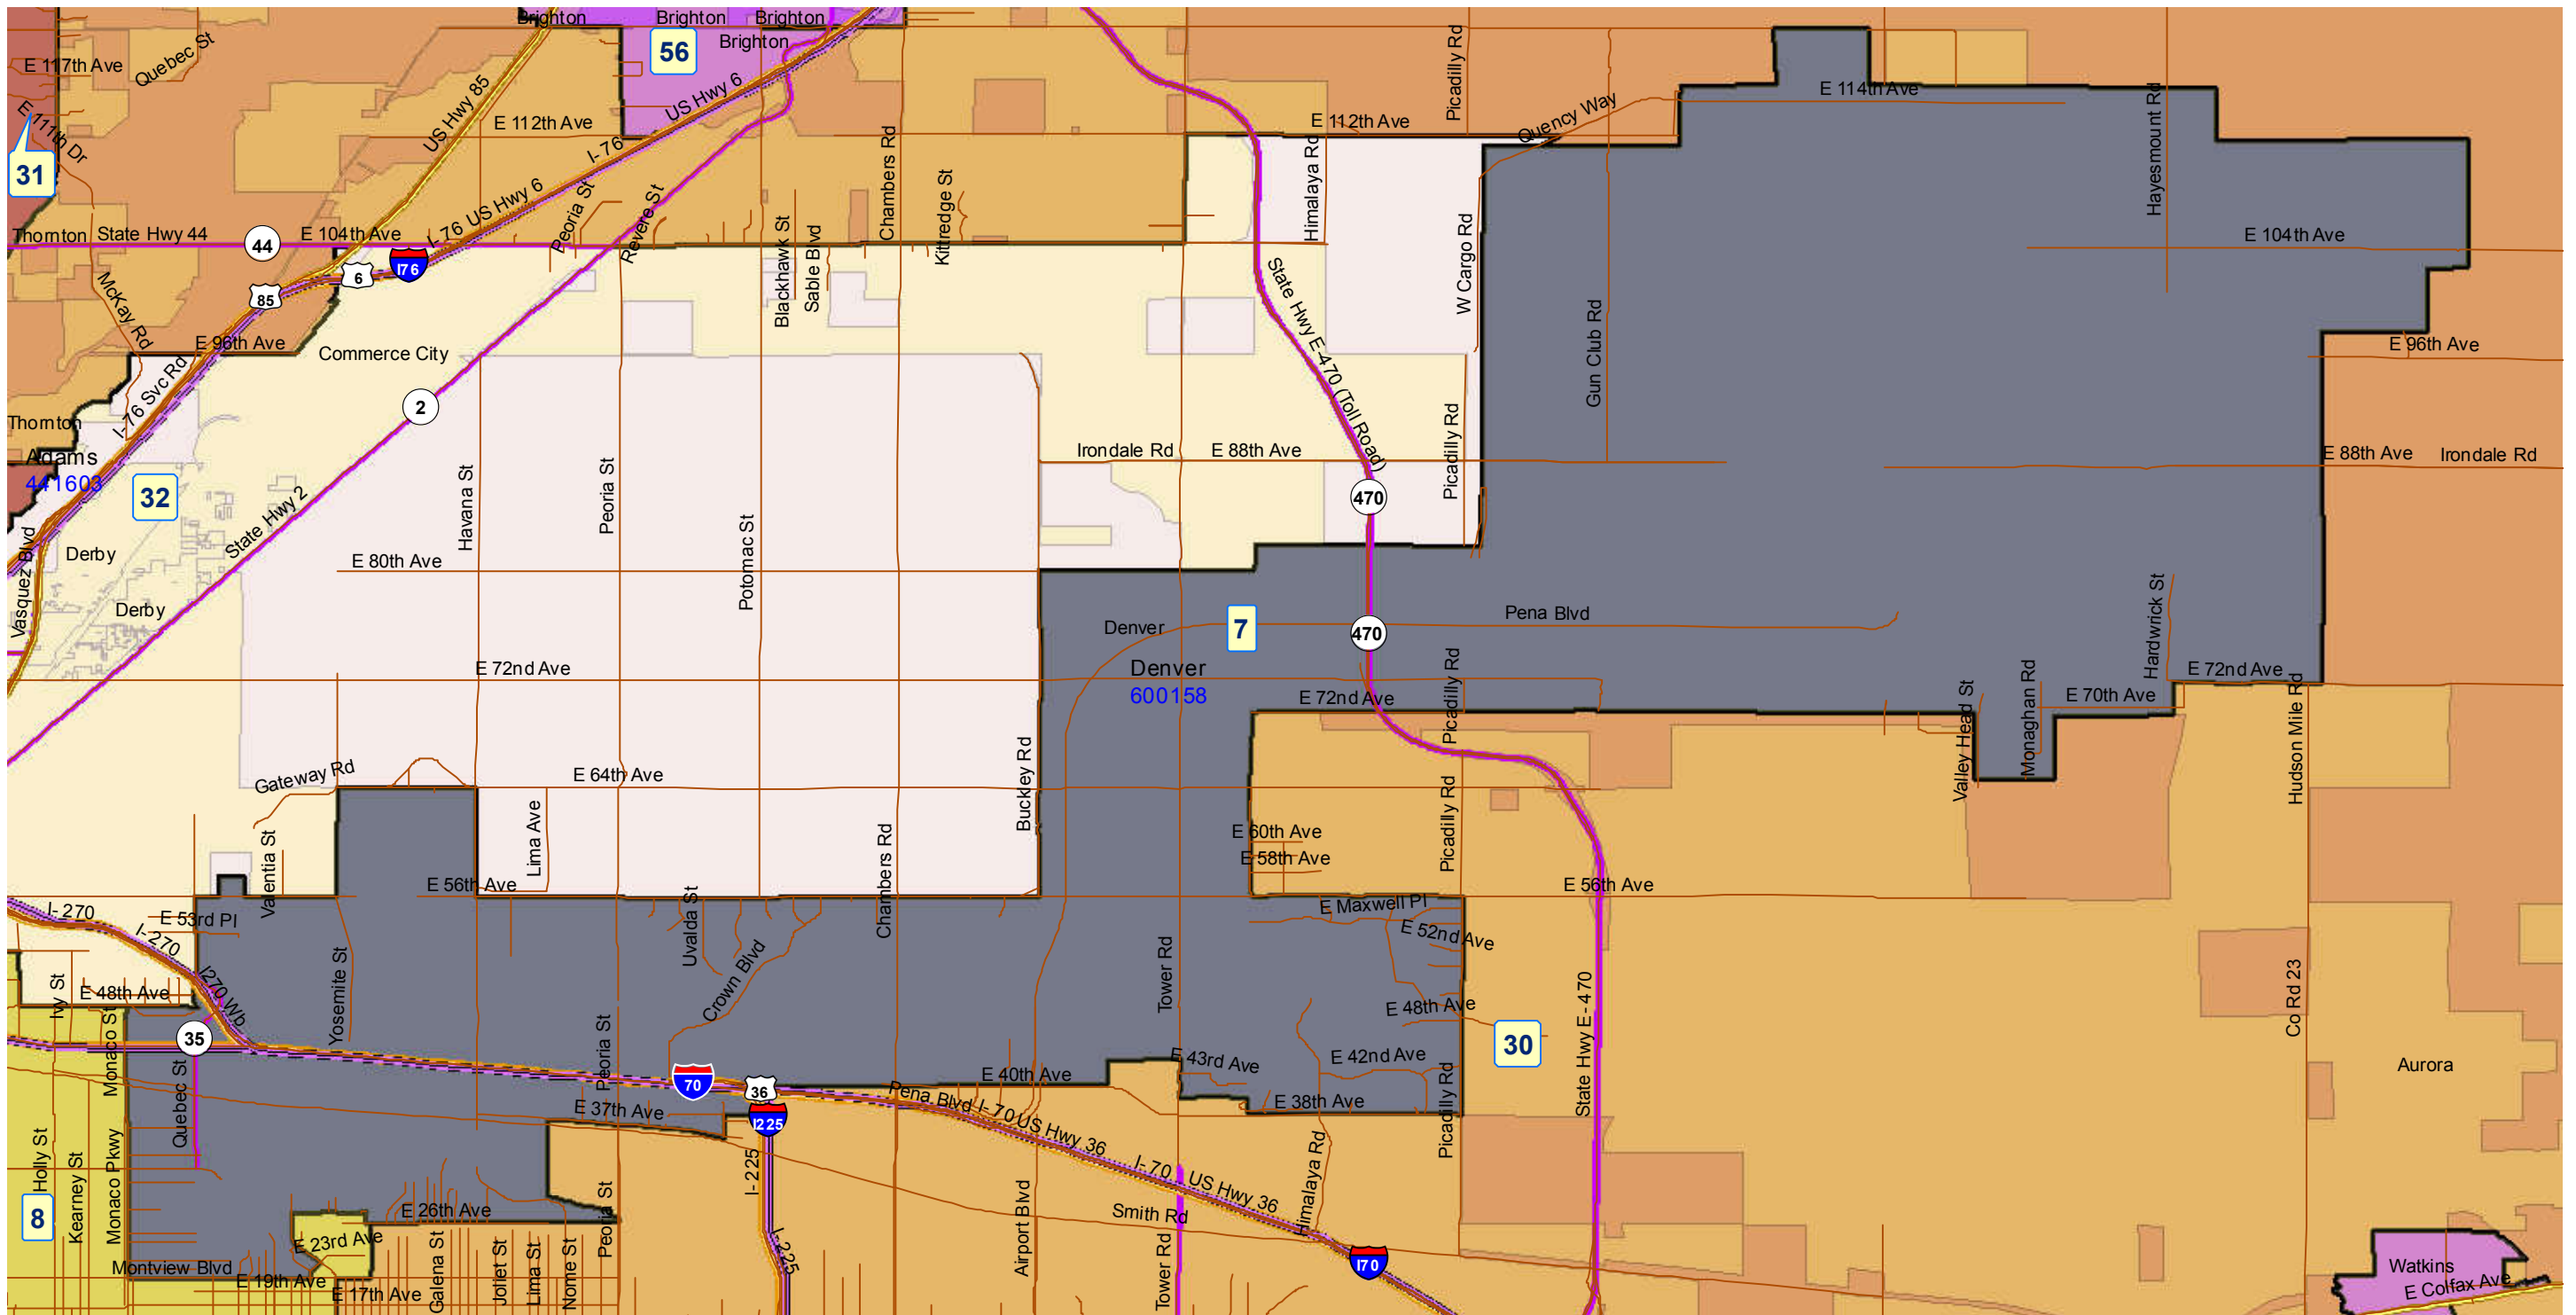 Brighton
Brighton
Brighton
Brighton
56
E 117th Ave
Quebec St
US Hwy 85
US Hwy 6
E 112th Ave
I-76
E 111th Dr
31
Picadilly Rd
E 112th Ave
Quency Way
E 114th Ave
Hayesmount Rd
Himalaya Rd
Chambers Rd
Kittredge St
I-76 US Hwy 6
Peoria St
Revere St
Blackhawk St
Sable Blvd
W Cargo Rd
Thornton
State Hwy 44
44
E 104th Ave
E 104th Ave
I76
6
85
McKay Rd
E 96th Ave
Commerce City
State Hwy E-470 (Toll Road)
Gun Club Rd
E 96th Ave
I-76 Svc Rd
2
Thornton
Adams
441603
32
Irondale Rd
E 88th Ave
Picadilly Rd
E 88th Ave
Irondale Rd
470
Havana St
Peoria St
Potomac St
State Hwy 2
Vasquez Blvd
Derby
Derby
E 80th Ave
Denver
7
470
Pena Blvd
Hardwick St
Denver
600158
E 72nd Ave
E 72nd Ave
Picadilly Rd
E 72nd Ave
E 70th Ave
Valley Head St
Monaghan Rd
Hudson Mile Rd
Gateway Rd
E 64th Ave
Buckley Rd
Lima Ave
Chambers Rd
Valentia St
E 60th Ave
E 58th Ave
Picadilly Rd
E 56th Ave
E 56th Ave
I-270
E 53rd Pl
I-270
I270 Wb
Uvalda St
Crown Blvd
E Maxwell Pl
E 52nd Ave
Tower Rd
Yosemite St
Ivy St
E 48th Ave
E 48th Ave
State Hwy E-470
Co Rd 23
30
35
Monaco St
Peoria St
70
36
E 40th Ave
E 43rd Ave
E 42nd Ave
Picadilly Rd
Aurora
Quebec St
E 37th Ave
I225
Pena Blvd
I-70 US Hwy 36
E 38th Ave
Holly St
Kearney St
Monaco Pkwy
I-225
I-70
US Hwy 36
Himalaya Rd
8
E 26th Ave
Peoria St
Airport Blvd
Smith Rd
E 23rd Ave
I-225
Tower Rd
I70
Montview Blvd
E 19th Ave
E 17th Ave
Galena St
Joliet St
Lima St
Nome St
Watkins
E Colfax Ave